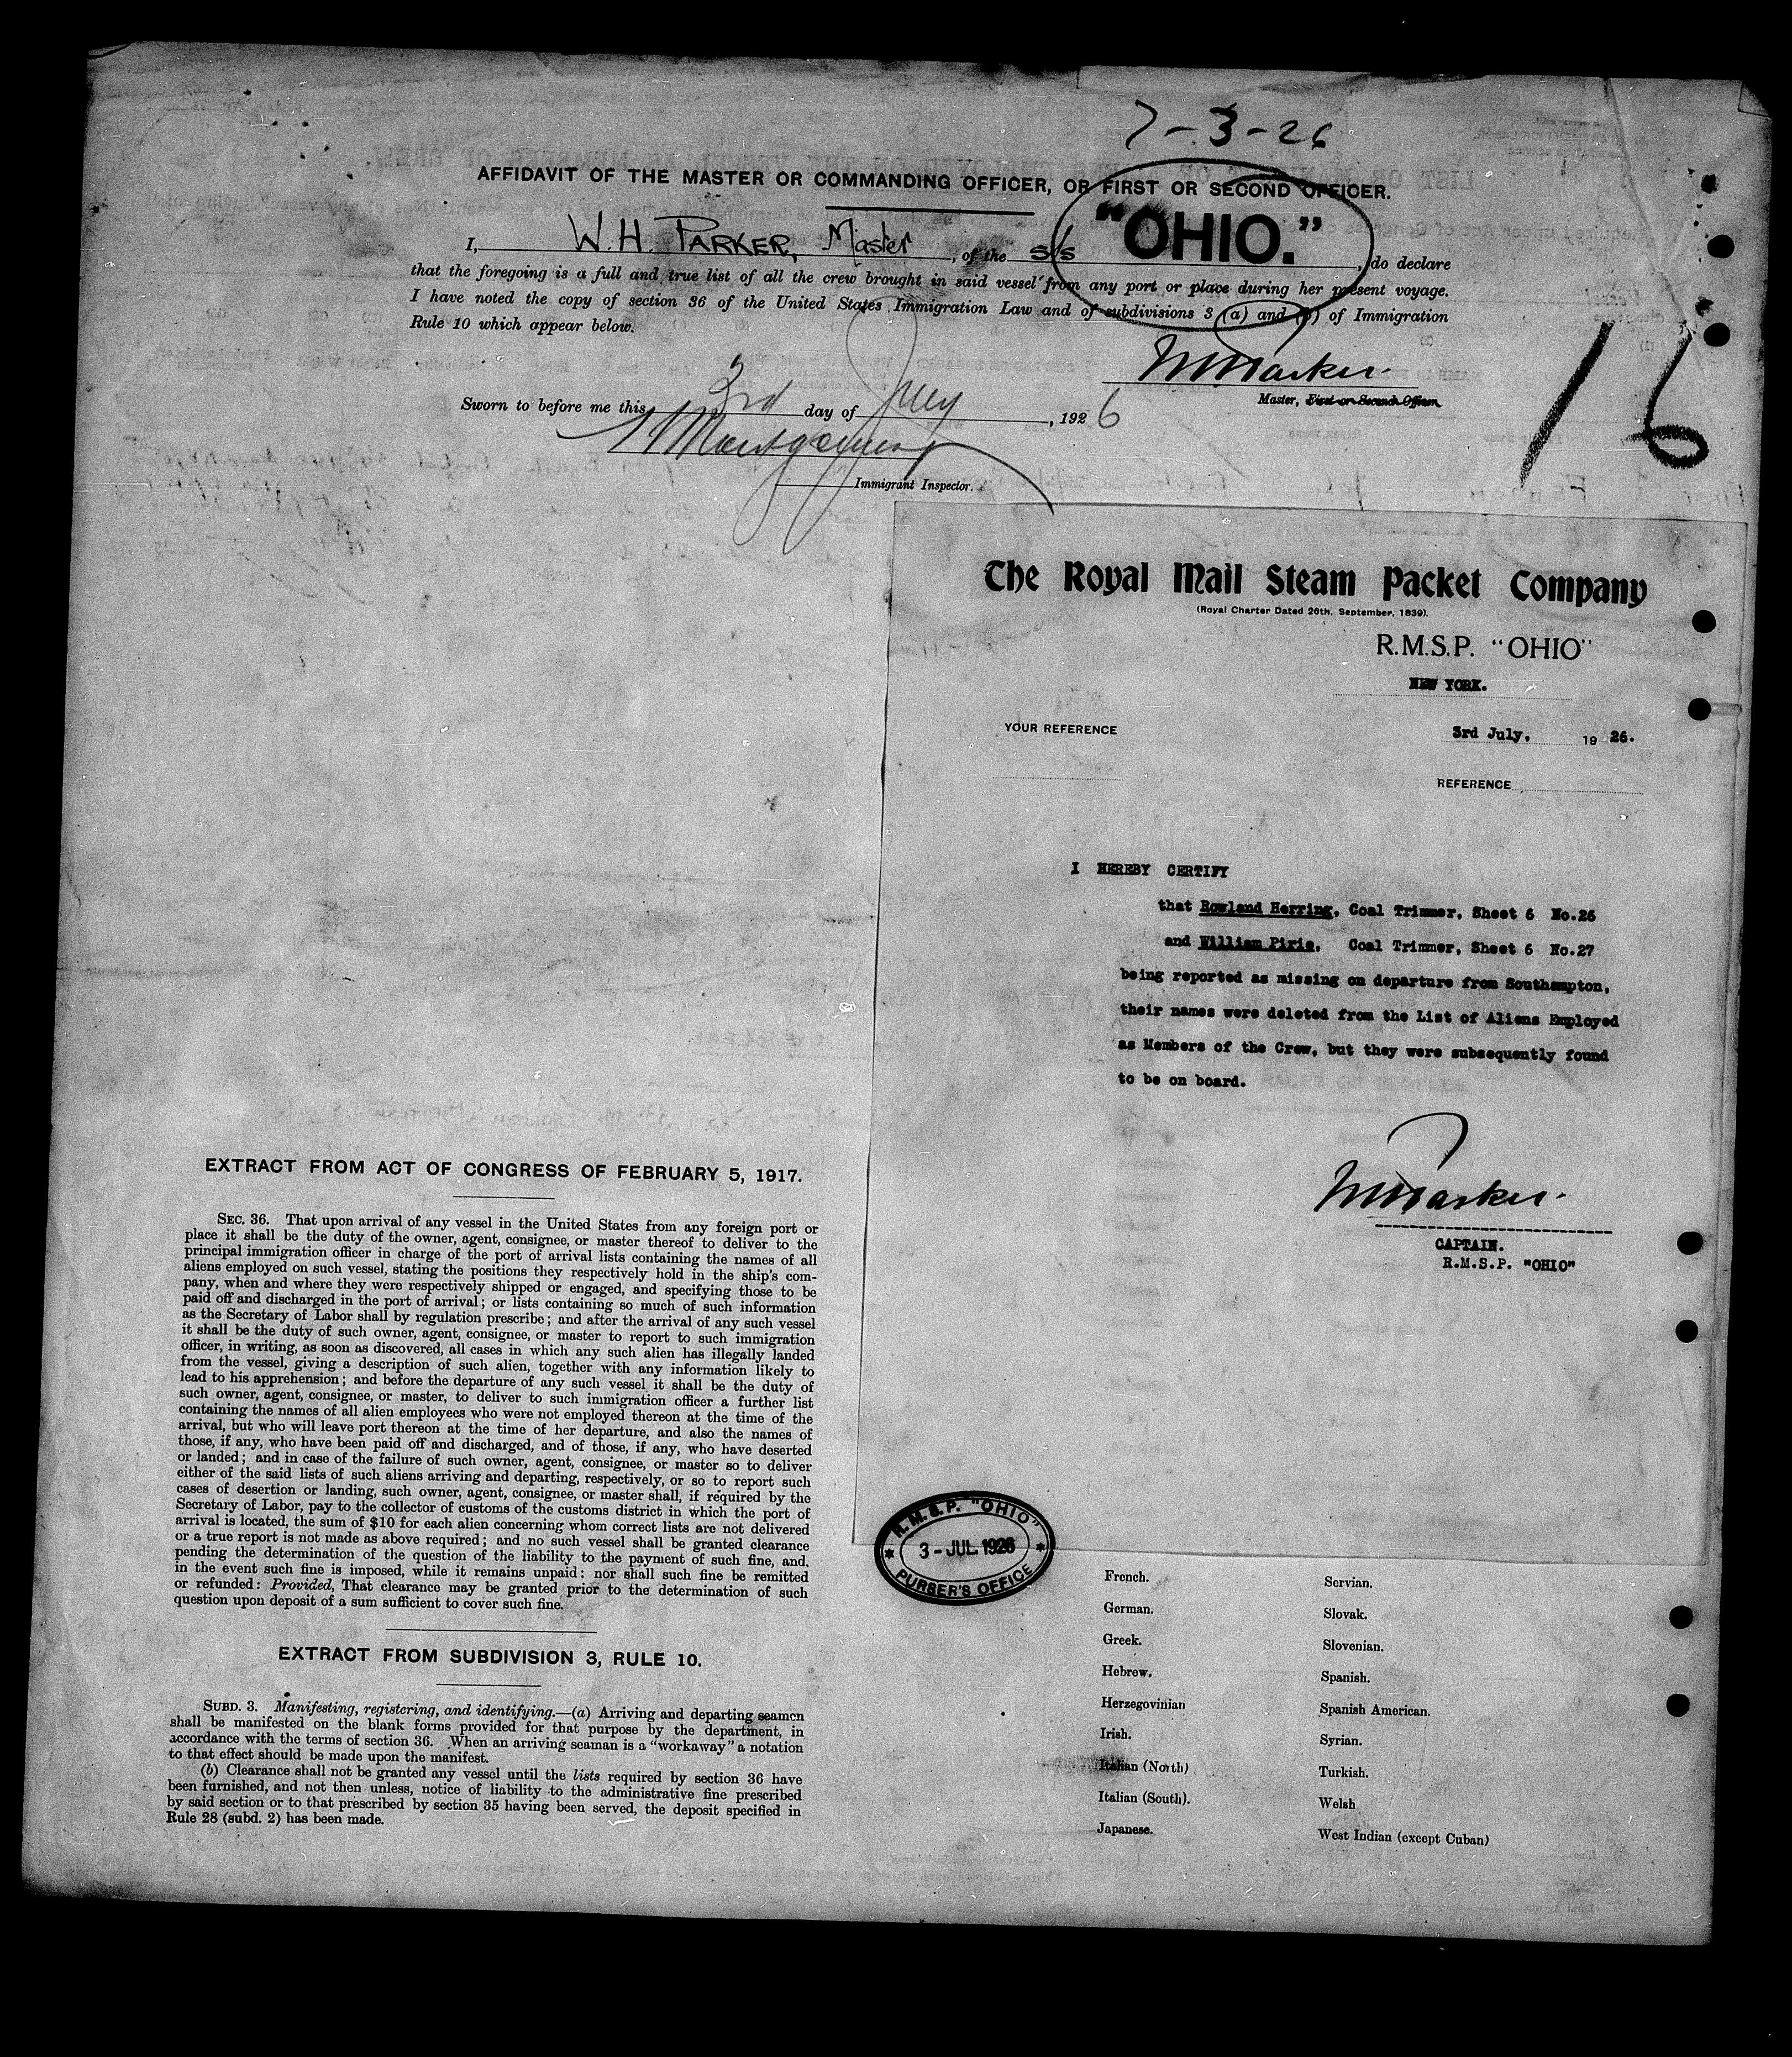 7-3-26
AFFIDAVIT OF THE MASTER OR COMMANDING OFFICER, OR FIRST OR SECOND OFFICER.
I, W.H. PARKER, Master, of the S/S "OHIO.", do declare
that the foregoing is a full and true list of all the crew brought in said vessel from any port or place during her present voyage.
I have noted the copy of section 36 of the United States Immigration Law and of subdivisions 3 (a) and (b) of Immigration
Rule 10 which appear below.
WHParker.
Master, First or Second Officer.
16
Sworn to before me this 3rd day of July, 1926
Montgomery
Immigrant Inspector.
The Royal Mail Steam Packet Company
(Royal Charter Dated 26th, September, 1839).
R.M.S.P. "OHIO"
NEW YORK.
YOUR REFERENCE
3rd July, 19 26.
REFERENCE
I HEREBY CERTIFY
that Rowland Herring, Coal Trimmer, Sheet 6 No.26
and William Pirie, Coal Trimmer, Sheet 6 No.27
being reported as missing on departure from Southampton,
their names were deleted from the List of Aliens Employed
as Members of the Crew, but they were subsequently found
to be on board.
WHParker.
CAPTAIN.
R.M.S.P. "OHIO"
EXTRACT FROM ACT OF CONGRESS OF FEBRUARY 5, 1917.
SEC. 36. That upon arrival of any vessel in the United States from any foreign port or
place it shall be the duty of the owner, agent, consignee, or master thereof to deliver to the
principal immigration officer in charge of the port of arrival lists containing the names of all
aliens employed on such vessel, stating the positions they respectively hold in the ship's com-
pany, when and where they were respectively shipped or engaged, and specifying those to be
paid off and discharged in the port of arrival; or lists containing so much of such information
as the Secretary of Labor shall by regulation prescribe; and after the arrival of any such vessel
it shall be the duty of such owner, agent, consignee, or master to report to such immigration
officer, in writing, as soon as discovered, all cases in which any such alien has illegally landed
from the vessel, giving a description of such alien, together with any information likely to
lead to his apprehension; and before the departure of any such vessel it shall be the duty of
such owner, agent, consignee, or master, to deliver to such immigration officer a further list
containing the names of all alien employees who were not employed thereon at the time of the
arrival, but who will leave port thereon at the time of her departure, and also the names of
those, if any, who have been paid off and discharged, and of those, if any, who have deserted
or landed; and in case of the failure of such owner, agent, consignee, or master so to deliver
either of the said lists of such aliens arriving and departing, respectively, or so to report such
cases of desertion or landing, such owner, agent, consignee, or master shall, if required by the
Secretary of Labor, pay to the collector of customs of the customs district in which the port of
arrival is located, the sum of $10 for each alien concerning whom correct lists are not delivered
or a true report is not made as above required; and no such vessel shall be granted clearance
pending the determination of the question of the liability to the payment of such fine, and,
in the event such fine is imposed, while it remains unpaid; nor shall such fine be remitted
or refunded: Provided, That clearance may be granted prior to the determination of such
question upon deposit of a sum sufficient to cover such fine.
EXTRACT FROM SUBDIVISION 3, RULE 10.
SUBD. 3. Manifesting, registering, and identifying.—(a) Arriving and departing seamen
shall be manifested on the blank forms provided for that purpose by the department, in
accordance with the terms of section 36. When an arriving seaman is a "workaway" a notation
to that effect should be made upon the manifest.
(b) Clearance shall not be granted any vessel until the lists required by section 36 have
been furnished, and not then unless, notice of liability to the administrative fine prescribed
by said section or to that prescribed by section 35 having been served, the deposit specified in
Rule 28 (subd. 2) has been made.
R.M.S.P. "OHIO"
* 3 - JUL 1926 *
PURSER'S OFFICE
French.
German.
Greek.
Hebrew.
Herzegovinian
Irish.
Italian (North)
Italian (South).
Japanese.
Servian.
Slovak.
Slovenian.
Spanish.
Spanish American.
Syrian.
Turkish.
Welsh
West Indian (except Cuban)